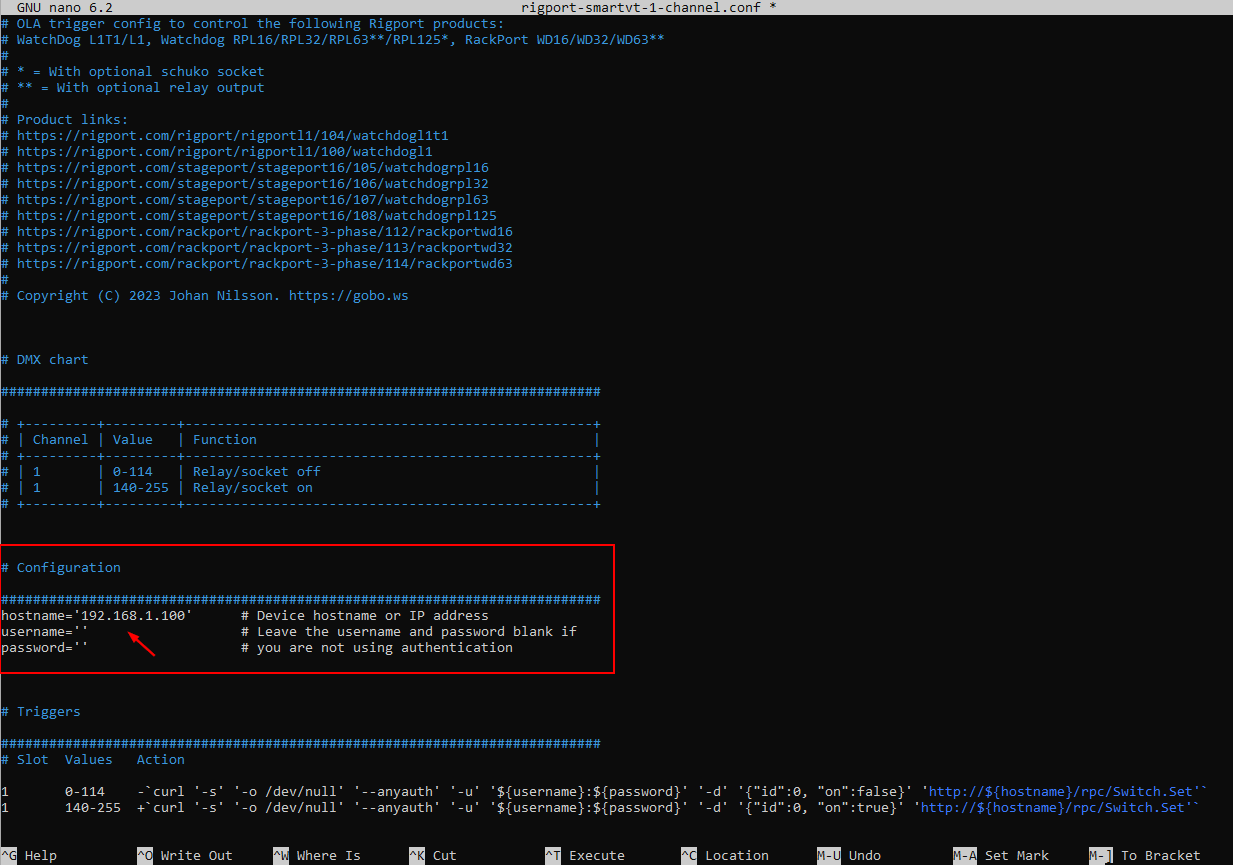 GNU nano 6.2 rigport-smartvt-1-channel.conf *
# OLA trigger config to control the following Rigport products:
# WatchDog L1T1/L1, Watchdog RPL16/RPL32/RPL63**/RPL125*, RackPort WD16/WD32/WD63**
#
# * = With optional schuko socket
# ** = With optional relay output
#
# Product links:
# https://rigport.com/rigport/rigportl1/104/watchdogl1t1
# https://rigport.com/rigport/rigportl1/100/watchdogl1
# https://rigport.com/stageport/stageport16/105/watchdogrpl16
# https://rigport.com/stageport/stageport16/106/watchdogrpl32
# https://rigport.com/stageport/stageport16/107/watchdogrpl63
# https://rigport.com/stageport/stageport16/108/watchdogrpl125
# https://rigport.com/rackport/rackport-3-phase/112/rackportwd16
# https://rigport.com/rackport/rackport-3-phase/113/rackportwd32
# https://rigport.com/rackport/rackport-3-phase/114/rackportwd63
#
# Copyright (C) 2023 Johan Nilsson. https://gobo.ws
# DMX chart
###########################################################################
# +---------+---------+---------------------------------------------------+
# | Channel | Value   | Function                                          |
# +---------+---------+---------------------------------------------------+
# | 1       | 0-114   | Relay/socket off                                  |
# | 1       | 140-255 | Relay/socket on                                   |
# +---------+---------+---------------------------------------------------+
# Configuration
###########################################################################
hostname='192.168.1.100'      # Device hostname or IP address
username=''                   # Leave the username and password blank if
password=''                   # you are not using authentication
# Triggers
###########################################################################
# Slot  Values   Action
1       0-114    -`curl '-s' '-o /dev/null' '--anyauth' '-u' '${username}:${password}' '-d' '{"id":0, "on":false}' 'http://${hostname}/rpc/Switch.Set'`
1       140-255  +`curl '-s' '-o /dev/null' '--anyauth' '-u' '${username}:${password}' '-d' '{"id":0, "on":true}' 'http://${hostname}/rpc/Switch.Set'`
^G Help ^O Write Out ^W Where Is ^K Cut ^T Execute ^C Location M-U Undo M-A Set Mark M-] To Bracket